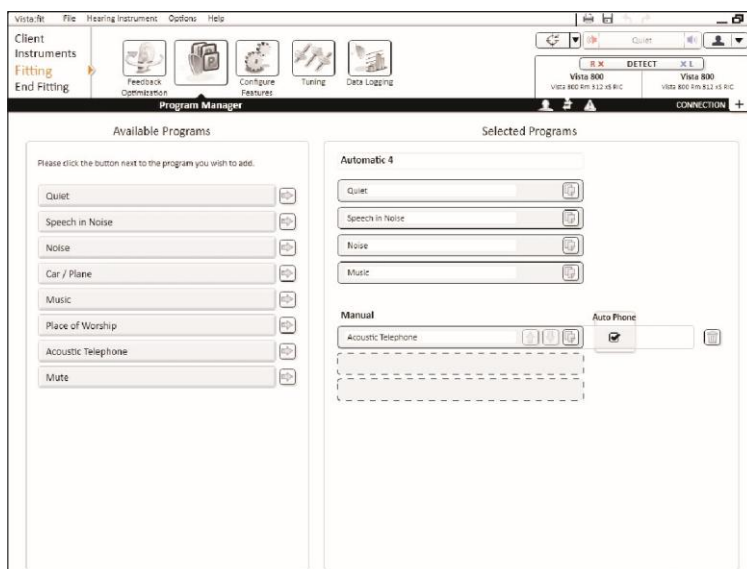 Vista:fit File Hearing Instrument Options Help
Client
Instruments
Fitting
End Fitting
Feedback
Optimization
Configure
Features
Tuning
Data Logging
Quiet
R X DETECT X L
Vista 800
Vista 800 Rm 312 xS RIC
Vista 800
Vista 800 Rm 312 xS RIC
Program Manager
CONNECTION +
Available Programs
Please click the button next to the program you wish to add.
Quiet
Speech in Noise
Noise
Car / Plane
Music
Place of Worship
Acoustic Telephone
Mute
Selected Programs
Automatic 4
Quiet
Speech in Noise
Noise
Music
Manual
Auto Phone
Acoustic Telephone